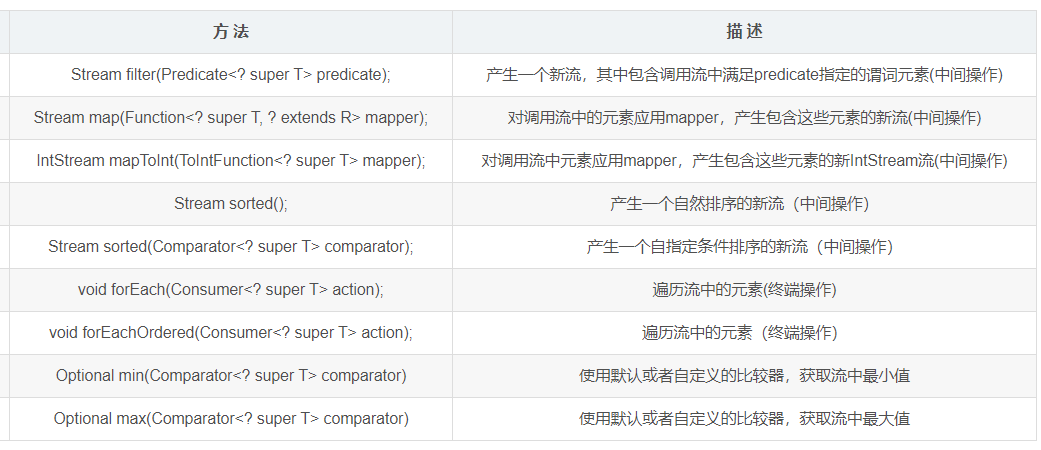 方 法 描 述
Stream filter(Predicate<? super T> predicate); 产生一个新流，其中包含调用流中满足predicate指定的谓词元素(中间操作)
Stream map(Function<? super T, ? extends R> mapper); 对调用流中的元素应用mapper，产生包含这些元素的新流(中间操作)
IntStream mapToInt(ToIntFunction<? super T> mapper); 对调用流中元素应用mapper，产生包含这些元素的新IntStream流(中间操作)
Stream sorted(); 产生一个自然排序的新流（中间操作）
Stream sorted(Comparator<? super T> comparator); 产生一个自指定条件排序的新流（中间操作）
void forEach(Consumer<? super T> action); 遍历流中的元素(终端操作)
void forEachOrdered(Consumer<? super T> action); 遍历流中的元素（终端操作）
Optional min(Comparator<? super T> comparator) 使用默认或者自定义的比较器，获取流中最小值
Optional max(Comparator<? super T> comparator) 使用默认或者自定义的比较器，获取流中最大值